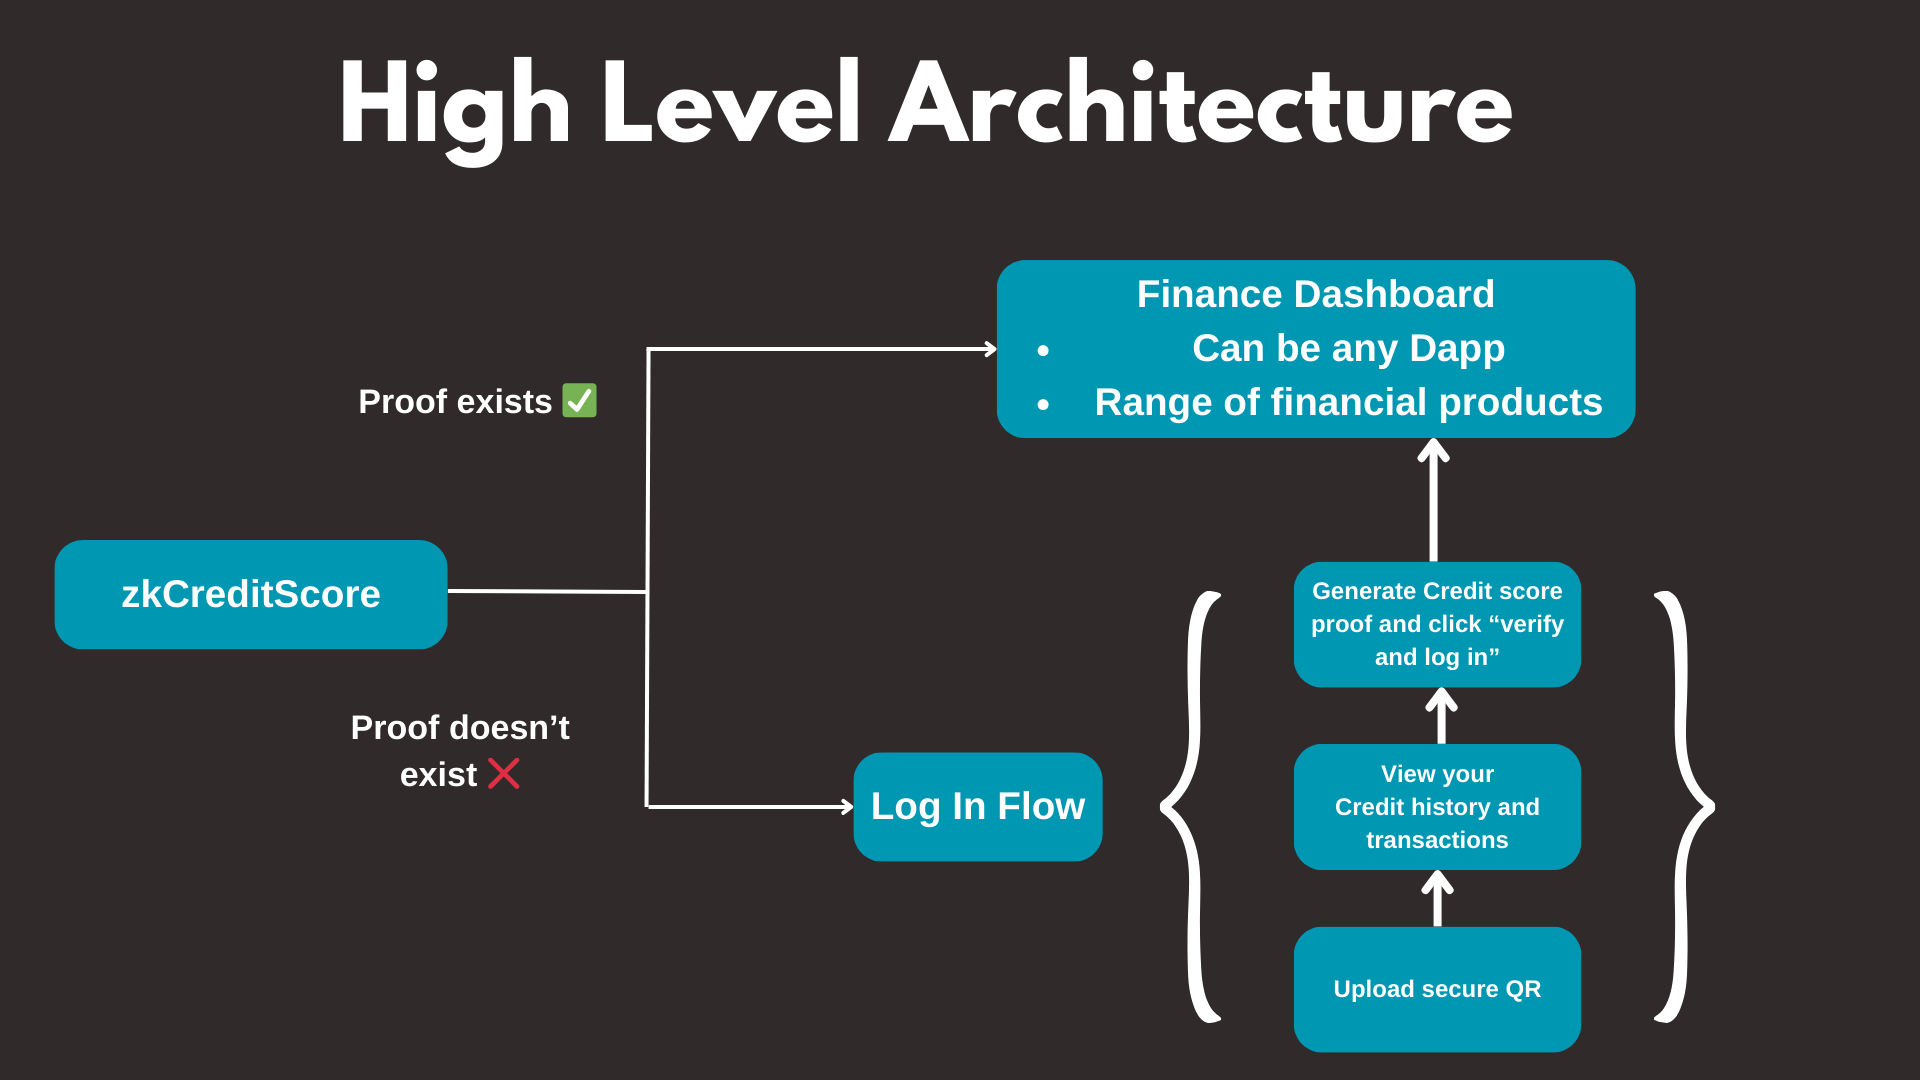 High Level Architecture
Finance Dashboard
• Can be any Dapp
• Range of financial products
Proof exists ✅
zkCreditScore
Proof doesn’t
exist ❌
Log In Flow
Generate Credit score
proof and click “verify
and log in”
View your
Credit history and
transactions
Upload secure QR